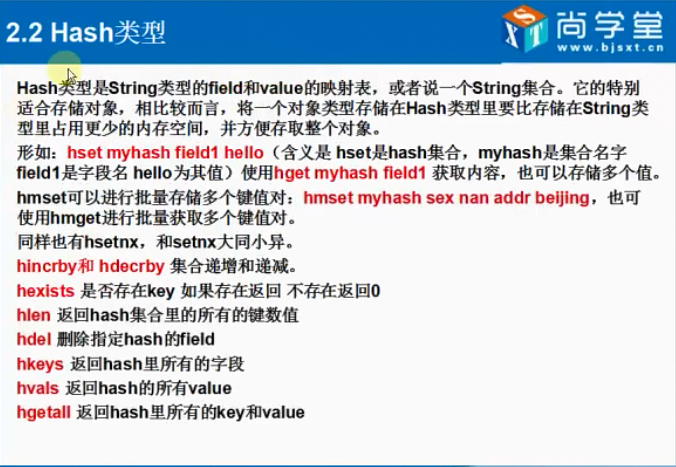 2.2 Hash类型
尚学堂
www.bjsxt.cn
Hash类型是String类型的field和value的映射表，或者说一个String集合。它的特别
适合存储对象，相比较而言，将一个对象类型存储在Hash类型里要比存储在String类
型里占用更少的内存空间，并方便存取整个对象。
形如：hset myhash field1 hello（含义是 hset是hash集合，myhash是集合名字
field1是字段名 hello为其值）使用hget myhash field1 获取内容，也可以存储多个值。
hmset可以进行批量存储多个键值对：hmset myhash sex nan addr beijing，也可
使用hmget进行批量获取多个键值对。
同样也有hsetnx，和setnx大同小异。
hincrby和 hdecrby 集合递增和递减。
hexists 是否存在key 如果存在返回 不存在返回0
hlen 返回hash集合里的所有的键数值
hdel 删除指定hash的field
hkeys 返回hash里所有的字段
hvals 返回hash的所有value
hgetall 返回hash里所有的key和value